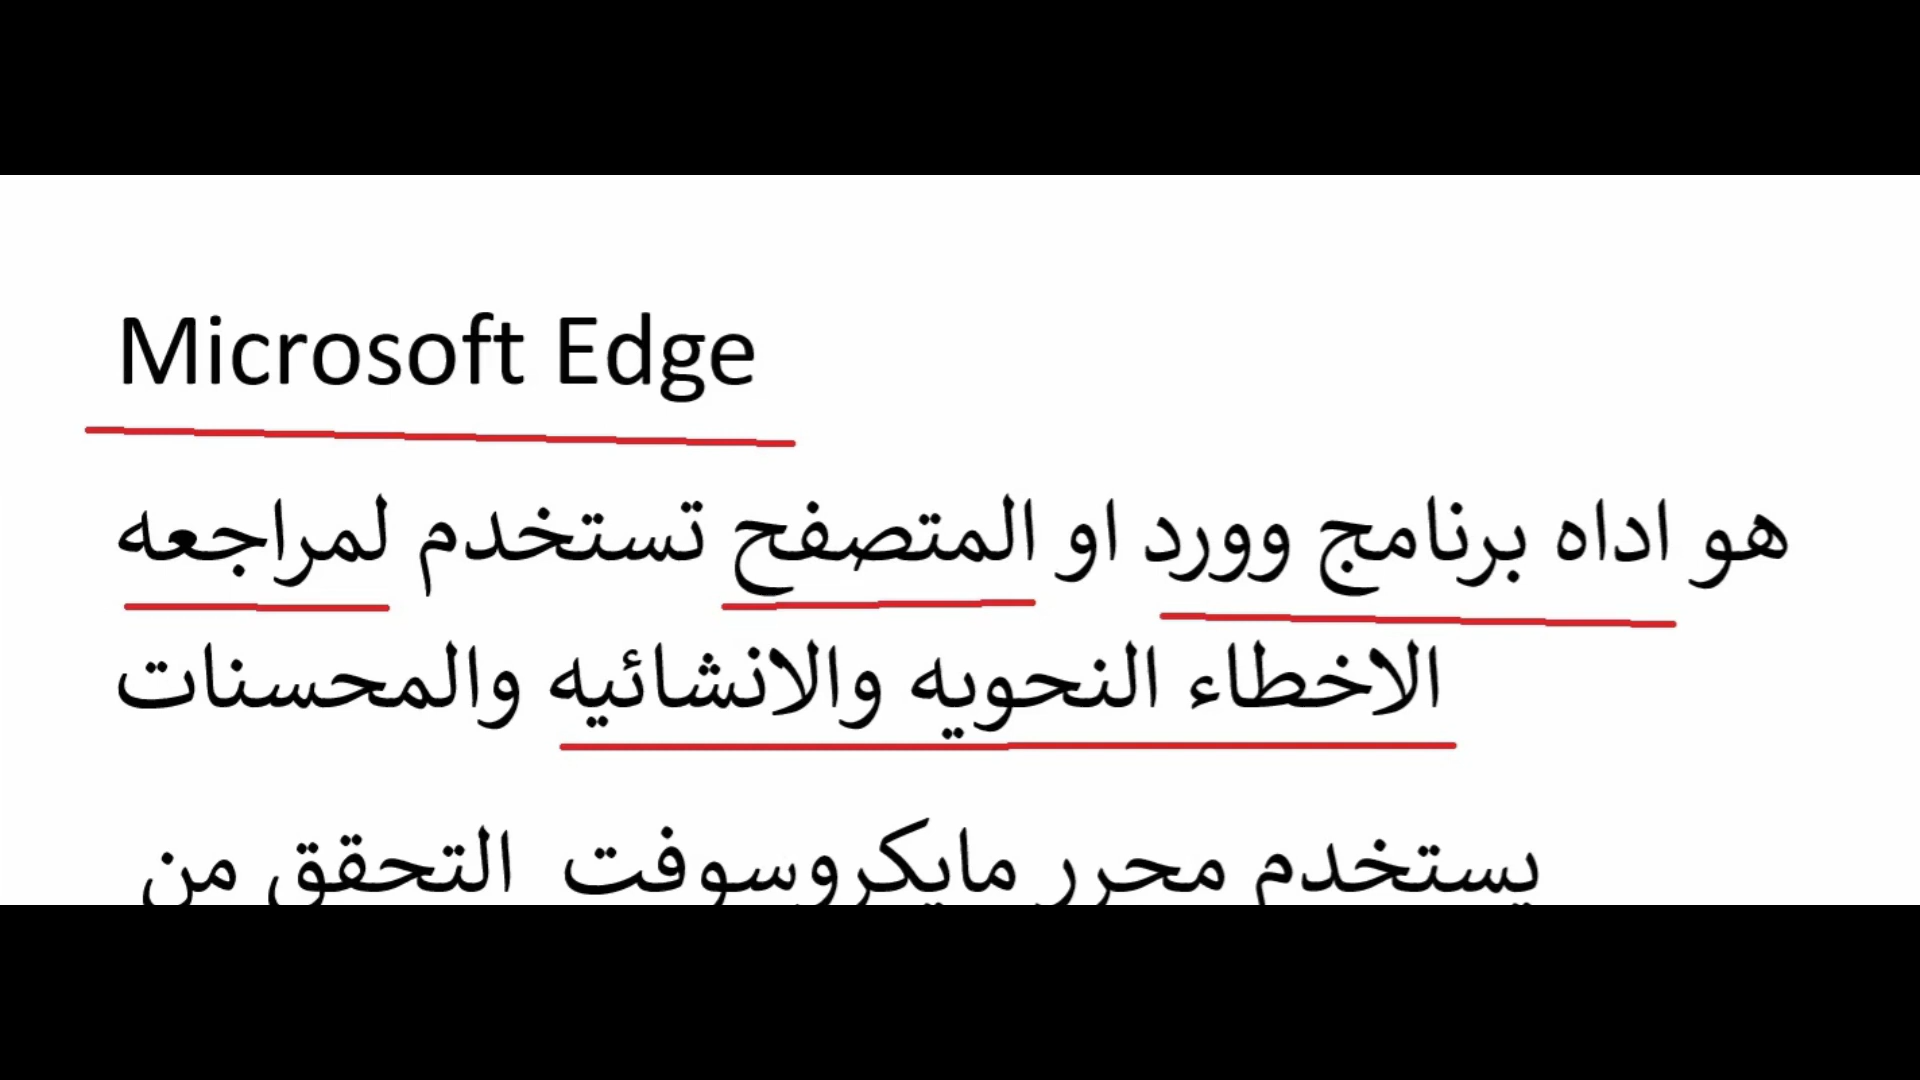 Microsoft Edge
هو اداه برنامج وورد او المتصفح تستخدم لمراجعه
الاخطاء النحويه والانشائيه والمحسنات
يستخدم محرر مايكروسوفت التحقق من